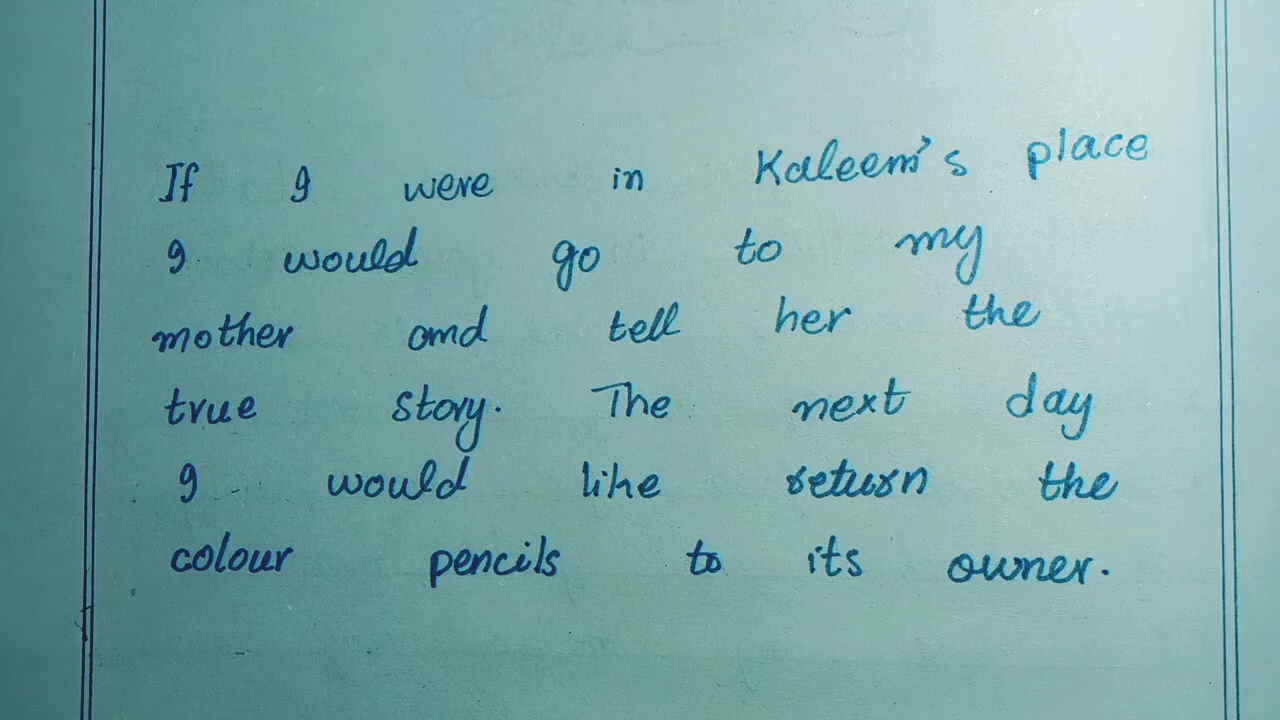 If I were in Kaleem's place
I would go to my
mother and tell her the
true story. The next day
I would like return the
colour pencils to its owner.